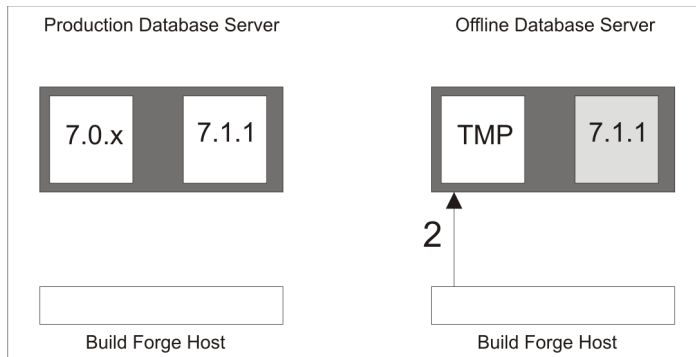 Production Database Server
Offline Database Server
7.0.x
7.1.1
TMP
7.1.1
2
Build Forge Host
Build Forge Host